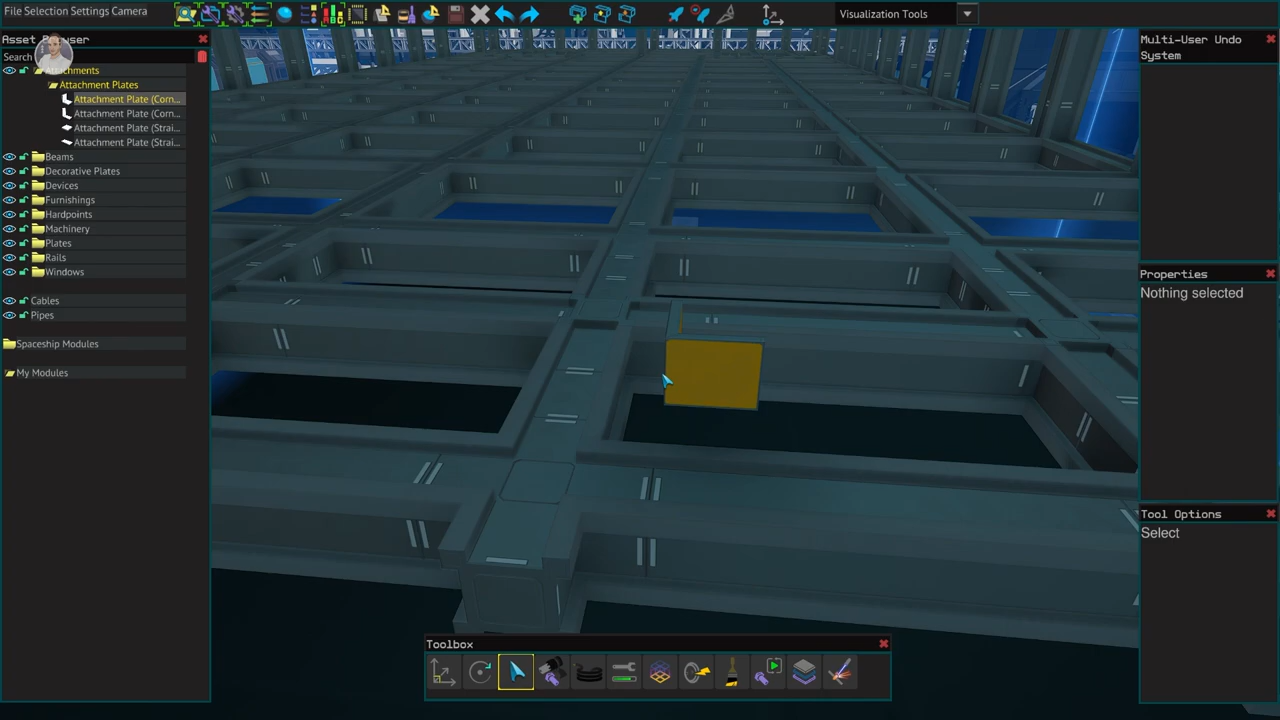 File Selection Settings Camera
Visualization Tools
Asset Browser
Search
Attachments
Attachment Plates
Attachment Plate (Corn...
Attachment Plate (Corn...
Attachment Plate (Strai...
Attachment Plate (Strai...
Beams
Decorative Plates
Devices
Furnishings
Hardpoints
Machinery
Plates
Rails
Windows
Cables
Pipes
Spaceship Modules
My Modules
Multi-User Undo
System
Properties
Nothing selected
Tool Options
Select
Toolbox